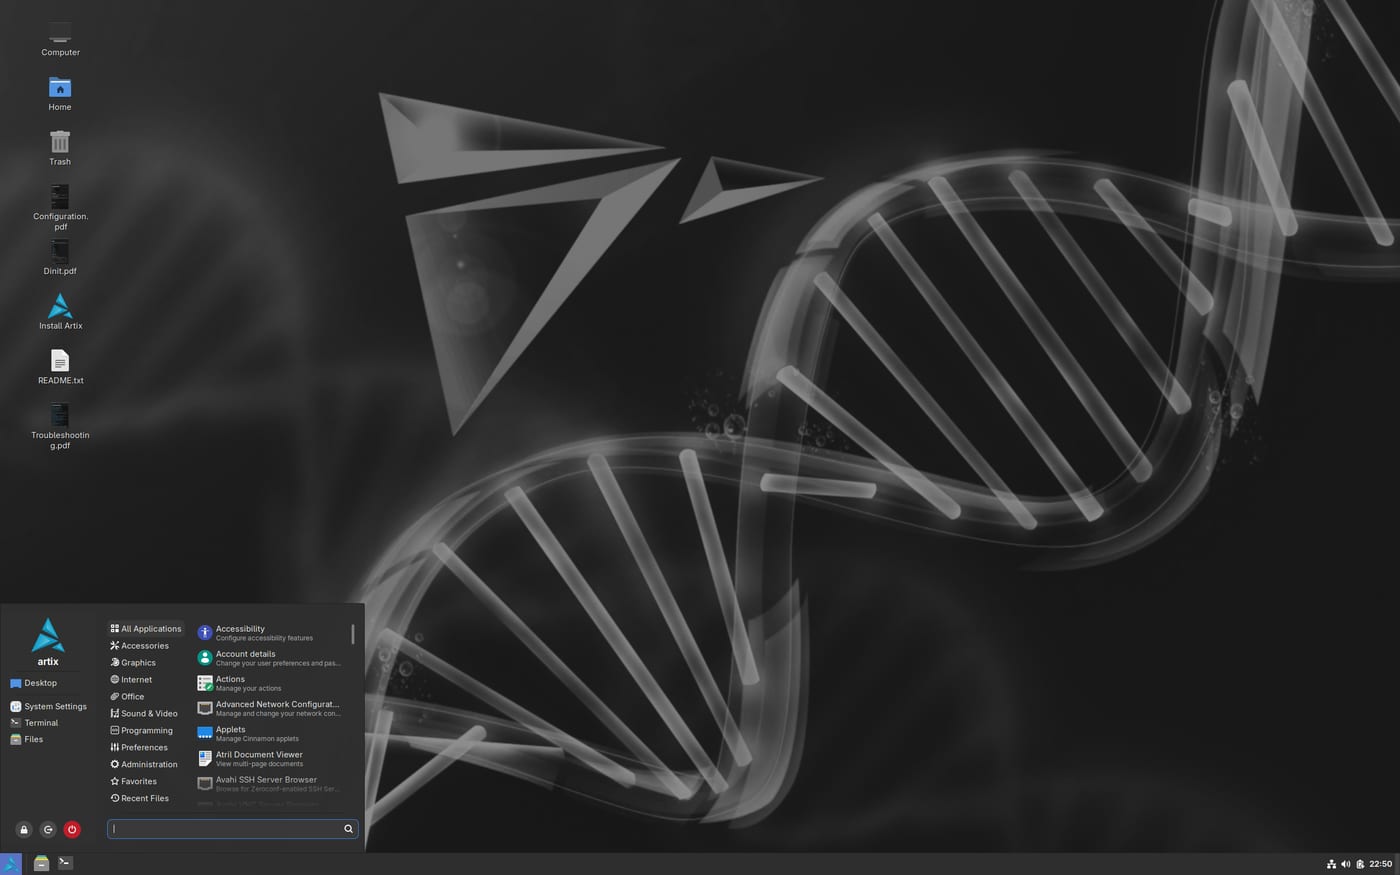 Computer
Home
Trash
Configuration.
pdf
Dinit.pdf
Install Artix
README.txt
Troubleshootin
g.pdf
artix
Desktop
System Settings
Terminal
Files
All Applications
Accessories
Graphics
Internet
Office
Sound & Video
Programming
Preferences
Administration
Favorites
Recent Files
Accessibility
Configure accessibility features
Account details
Change your user preferences and pas...
Actions
Manage your actions
Advanced Network Configurat...
Manage and change your network con...
Applets
Manage Cinnamon applets
Atril Document Viewer
View multi-page documents
Avahi SSH Server Browser
Browse for Zeroconf-enabled SSH Ser...
Avahi VNC Server Browser
22:50